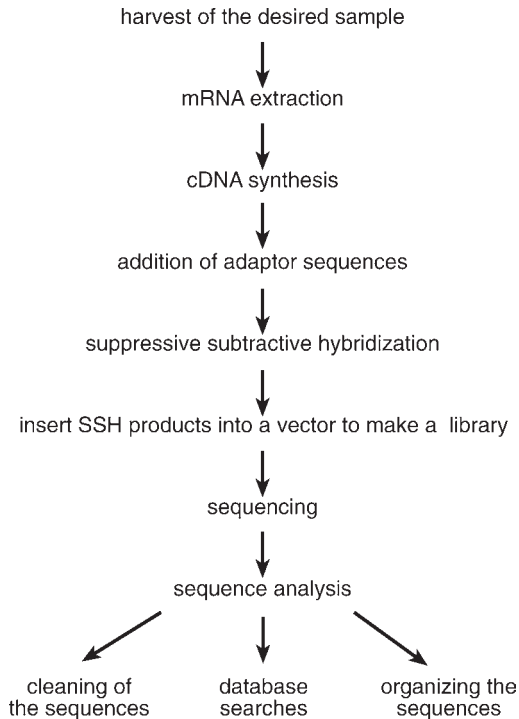 harvest of the desired sample
mRNA extraction
cDNA synthesis
addition of adaptor sequences
suppressive subtractive hybridization
insert SSH products into a vector to make a library
sequencing
sequence analysis
cleaning of
the sequences
database
searches
organizing the
sequences